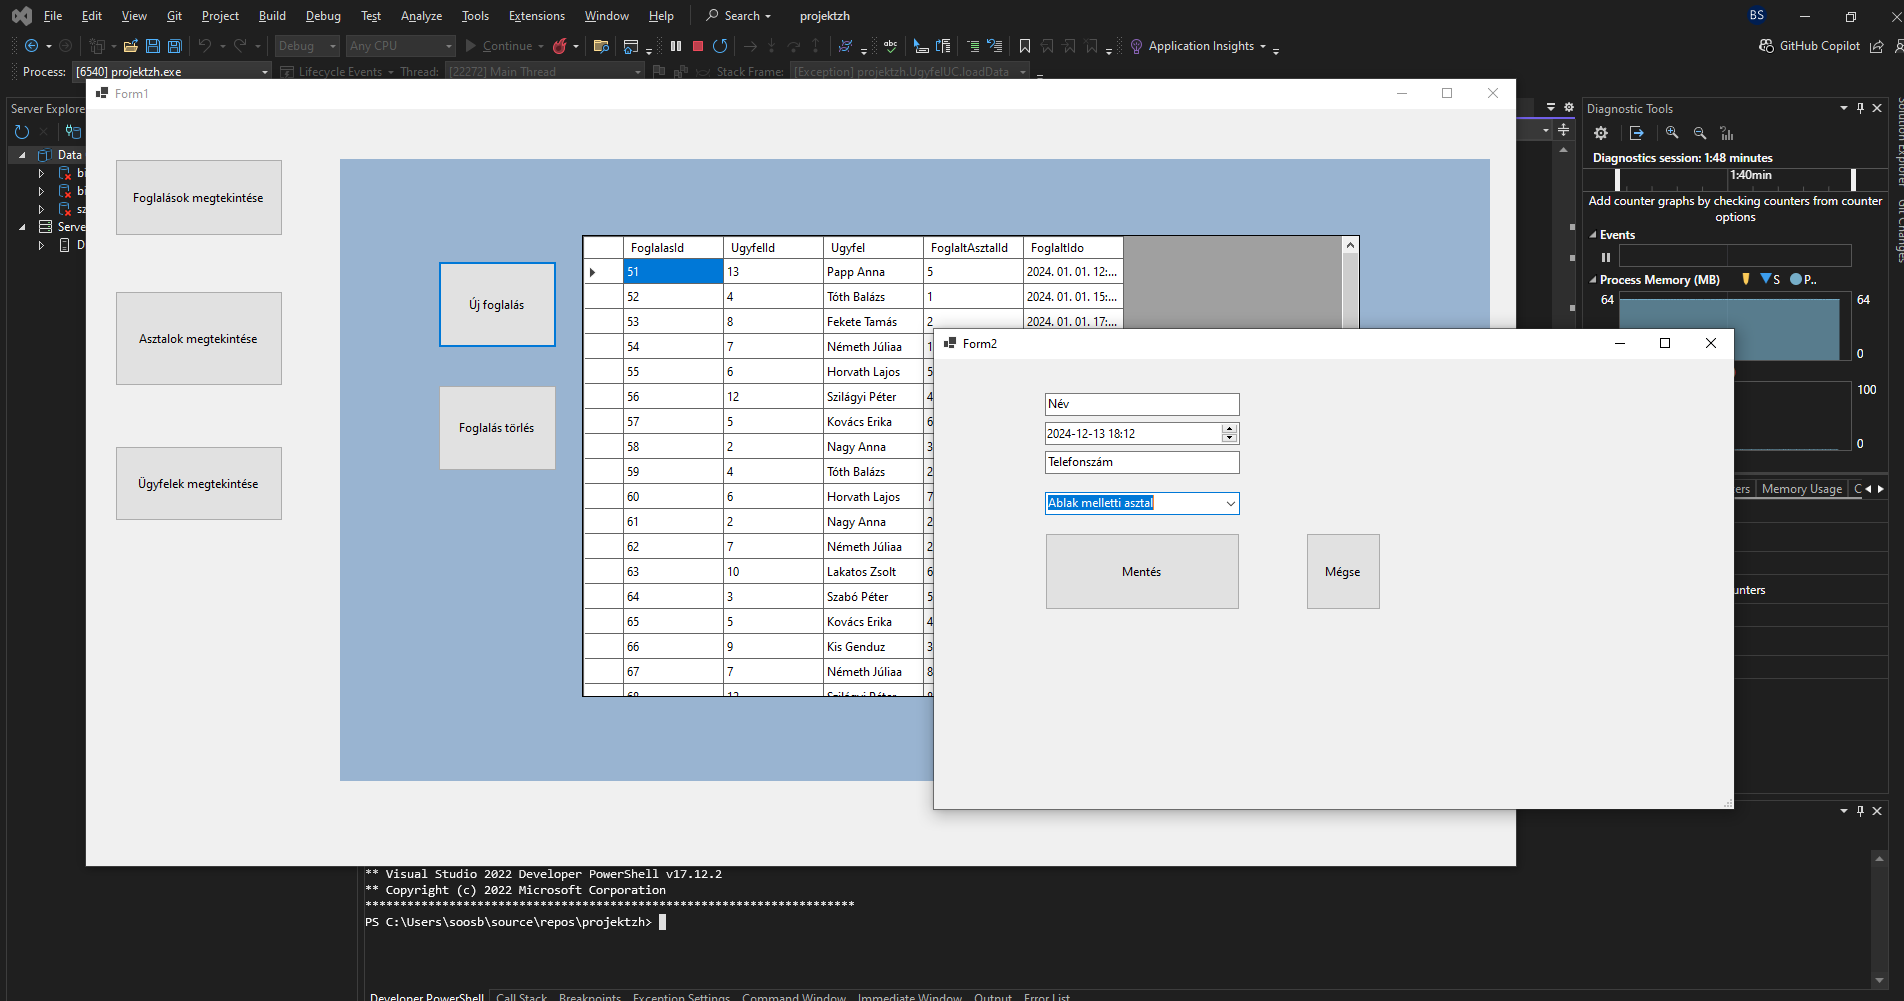 File Edit View Git Project Build Debug Test Analyze Tools Extensions Window Help Search projektzh BS
Debug Any CPU Continue Application Insights GitHub Copilot
Process: [6540] projektzh.exe Lifecycle Events Thread: [22272] Main Thread Stack Frame: [Exception] projektzh.UgyfelUC.loadData
Server Explore
Data
bi
bi
sz
Serve
D
Form1
Foglalások megtekintése
Asztalok megtekintése
Ügyfelek megtekintése
Új foglalás
Foglalás törlés
FoglalasId UgyfelId Ugyfel FoglaltAsztalId FoglaltIdo
51 13 Papp Anna 5 2024. 01. 01. 12:...
52 4 Tóth Balázs 1 2024. 01. 01. 15:...
53 8 Fekete Tamás 2 2024. 01. 01. 17:...
54 7 Németh Júliaa 1
55 6 Horvath Lajos 5
56 12 Szilágyi Péter 4
57 5 Kovács Erika 6
58 2 Nagy Anna 3
59 4 Tóth Balázs 2
60 6 Horvath Lajos 7
61 2 Nagy Anna 2
62 7 Németh Júliaa 2
63 10 Lakatos Zsolt 6
64 3 Szabó Péter 5
65 5 Kovács Erika 4
66 9 Kis Genduz 3
67 7 Németh Júliaa 8
68 12 Szilágyi Péter 8
Form2
Név
2024-12-13 18:12
Telefonszám
Ablak melletti asztal
Mentés Mégse
Diagnostic Tools
Diagnostics session: 1:48 minutes
1:40min
Add counter graphs by checking counters from counter
options
Events
Process Memory (MB) S P..
64 64
0
100
0
ers Memory Usage C
unters
Solution Explorer
Git Changes
** Visual Studio 2022 Developer PowerShell v17.12.2
** Copyright (c) 2022 Microsoft Corporation
**********************************************************************
PS C:\Users\soosb\source\repos\projektzh>
Developer PowerShell Call Stack Breakpoints Exception Settings Command Window Immediate Window Output Error List